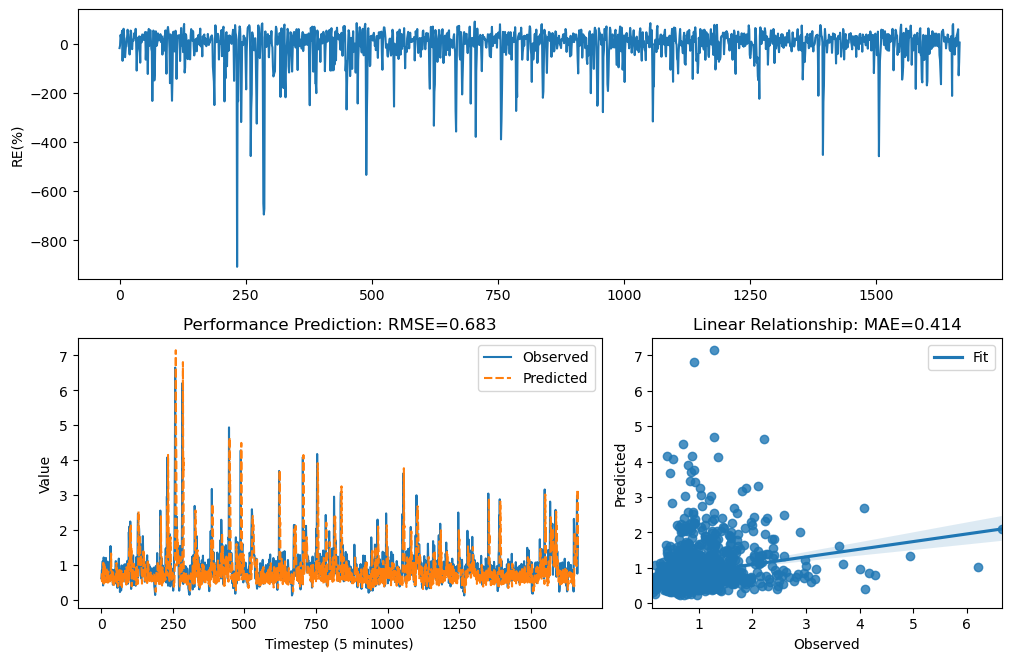 0
−200
−400
−600
−800
RE(%)
0 250 500 750 1000 1250 1500
Performance Prediction: RMSE=0.683
7
6
5
4
3
2
1
0
Value
Observed
Predicted
0 250 500 750 1000 1250 1500
Timestep (5 minutes)
Linear Relationship: MAE=0.414
7
6
5
4
3
2
1
0
Predicted
Fit
1 2 3 4 5 6
Observed